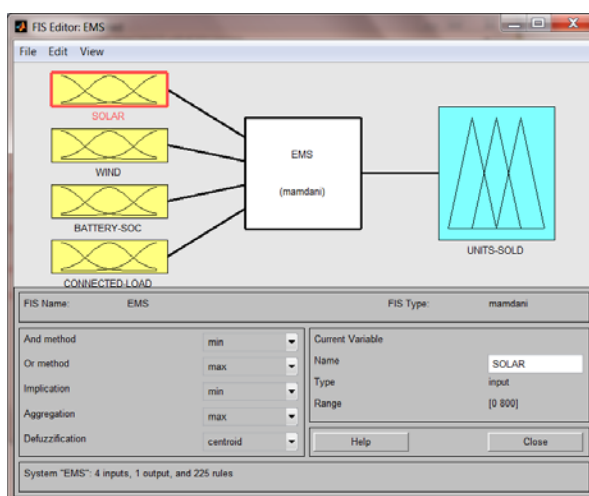 FIS Editor: EMS
File Edit View
SOLAR
WIND
BATTERY-SOC
CONNECTED-LOAD
EMS
(mamdani)
UNITS-SOLD
FIS Name: EMS FIS Type: mamdani
And method min
Or method max
Implication min
Aggregation max
Defuzzification centroid
Current Variable
Name SOLAR
Type input
Range [0 800]
Help Close
System "EMS": 4 inputs, 1 output, and 225 rules